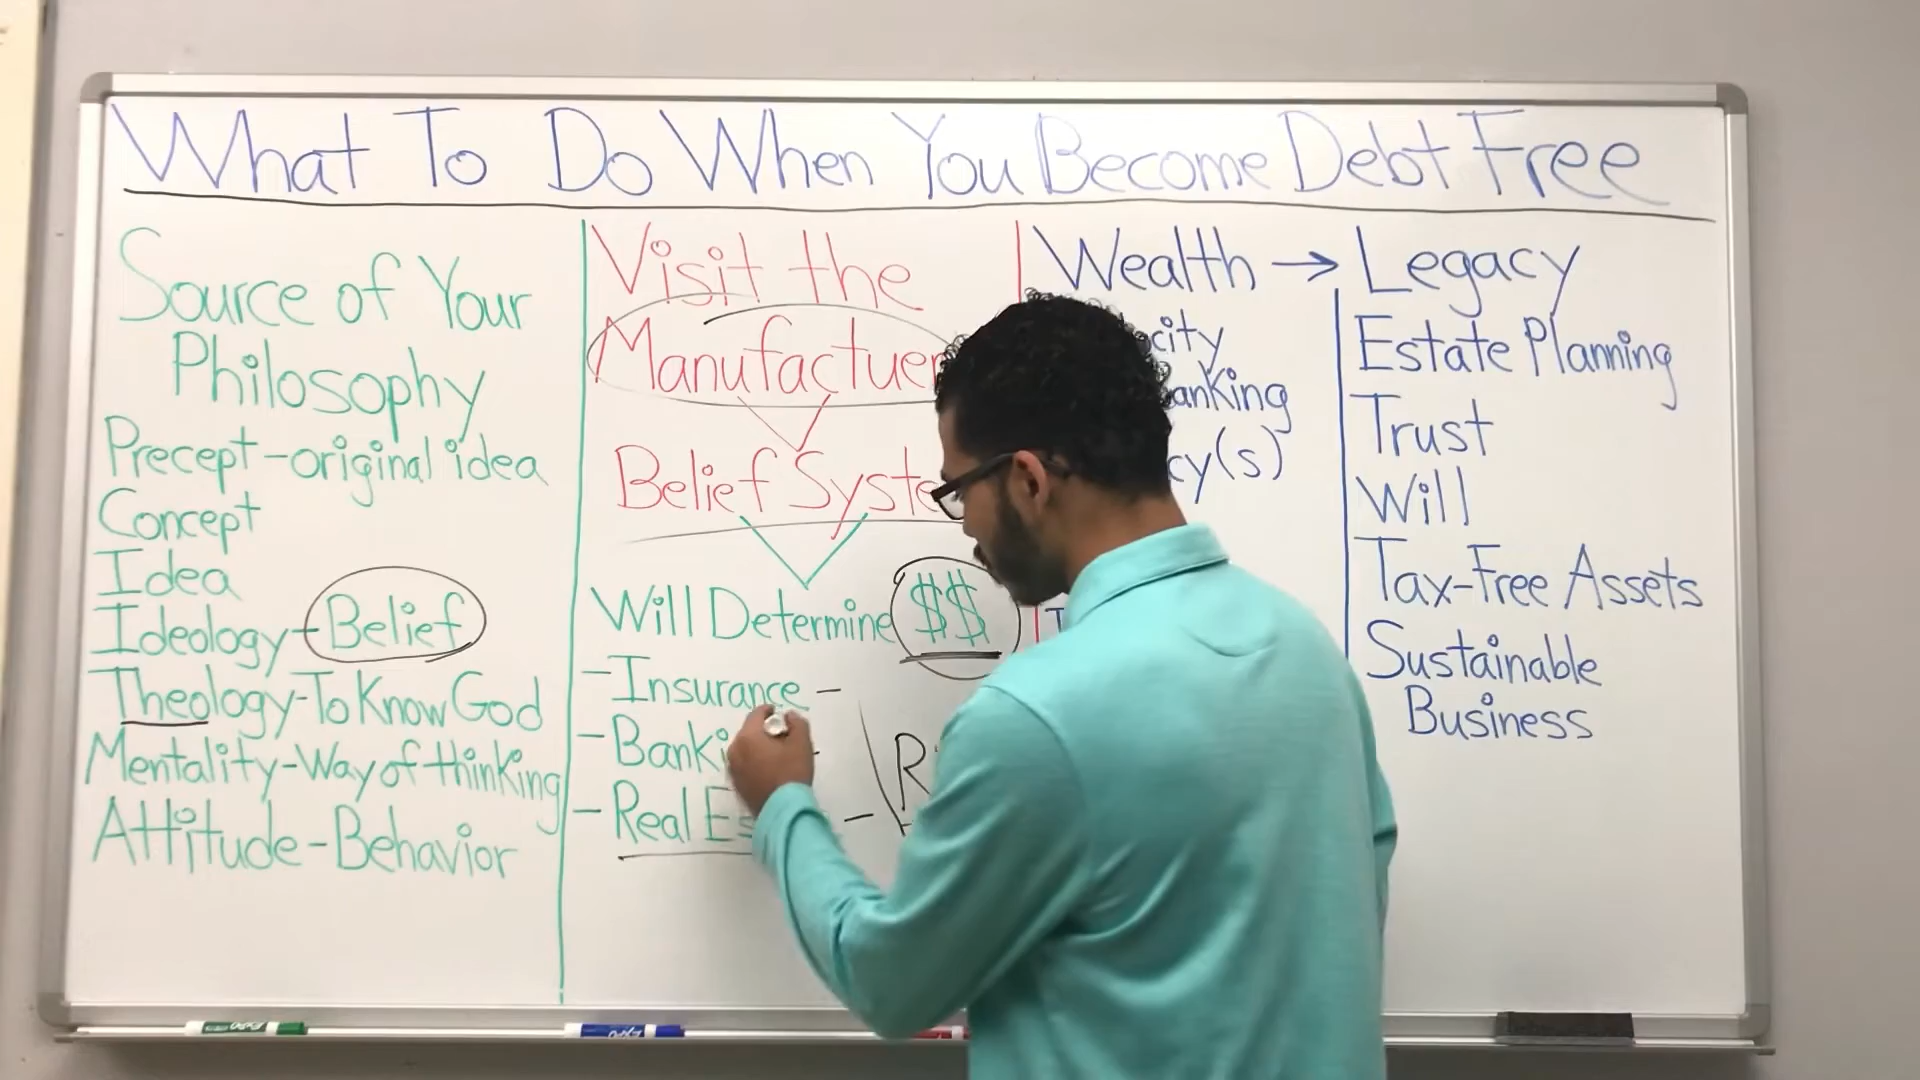 What To Do When You Become Debt Free
Source of Your
Philosophy
Precept-original idea
Concept
Idea
Ideology-Belief
Theology-To Know God
Mentality-Way of thinking
Attitude-Behavior
Visit the
Manufactuer
Belief Syste
Will Determine $$
-Insurance -
-Banki
-Real Es -
R
Wealth → Legacy
city
anking
cy(s)
Estate Planning
Trust
Will
Tax-Free Assets
Sustainable
Business
expo
expo